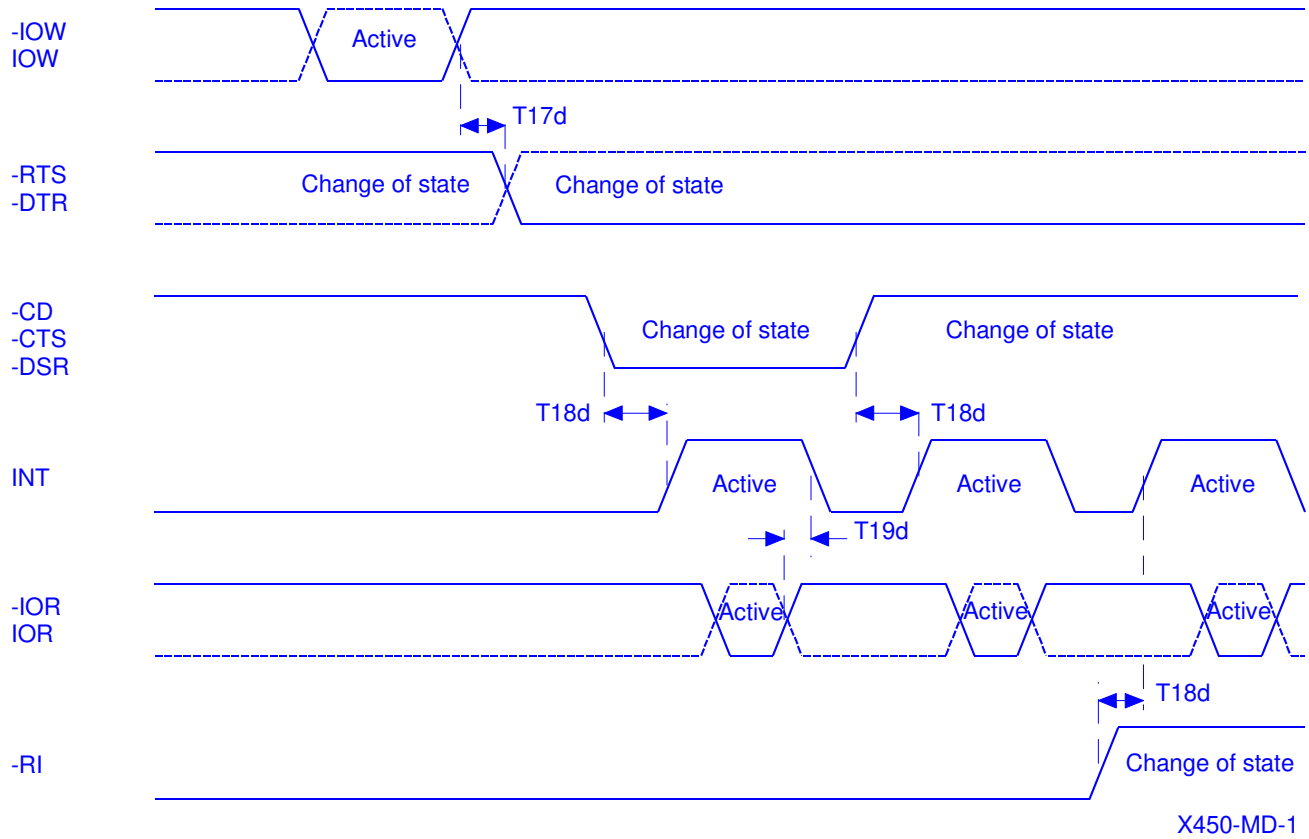 -IOW
IOW
Active
T17d
-RTS
-DTR
Change of state
Change of state
-CD
-CTS
-DSR
Change of state
Change of state
T18d
T18d
INT
Active
Active
Active
T19d
-IOR
IOR
Active
Active
Active
T18d
-RI
Change of state
X450-MD-1